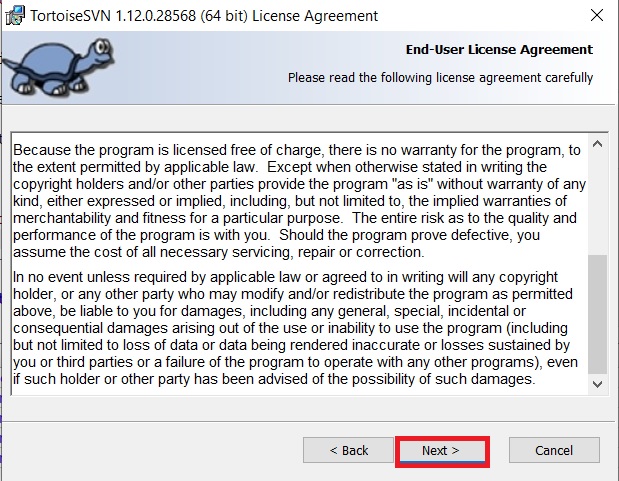 TortoiseSVN 1.12.0.28568 (64 bit) License Agreement
End-User License Agreement
Please read the following license agreement carefully
Because the program is licensed free of charge, there is no warranty for the program, to
the extent permitted by applicable law.  Except when otherwise stated in writing the
copyright holders and/or other parties provide the program "as is" without warranty of any
kind, either expressed or implied, including, but not limited to, the implied warranties of
merchantability and fitness for a particular purpose.  The entire risk as to the quality and
performance of the program is with you.  Should the program prove defective, you
assume the cost of all necessary servicing, repair or correction.
In no event unless required by applicable law or agreed to in writing will any copyright
holder, or any other party who may modify and/or redistribute the program as permitted
above, be liable to you for damages, including any general, special, incidental or
consequential damages arising out of the use or inability to use the program (including
but not limited to loss of data or data being rendered inaccurate or losses sustained by
you or third parties or a failure of the program to operate with any other programs), even
if such holder or other party has been advised of the possibility of such damages.
< Back
Next >
Cancel